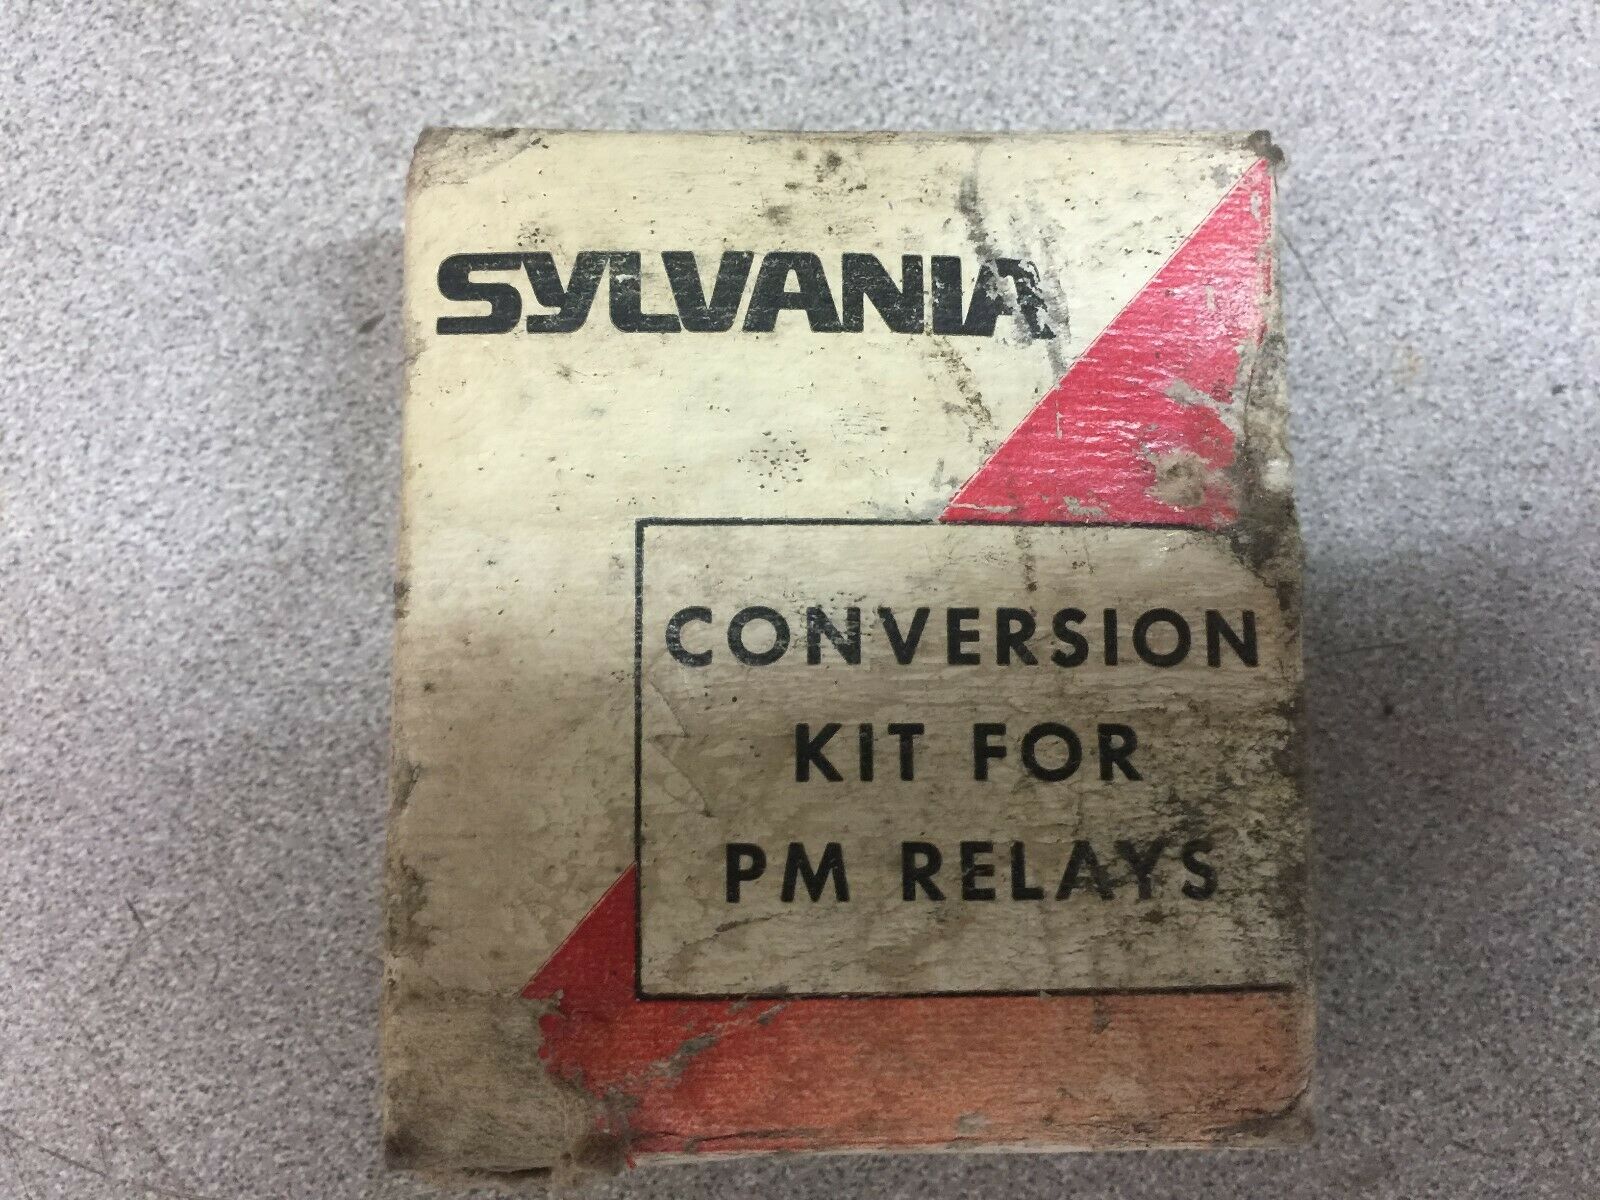 SYLVANIA
CONVERSION
KIT FOR
PM RELAYS